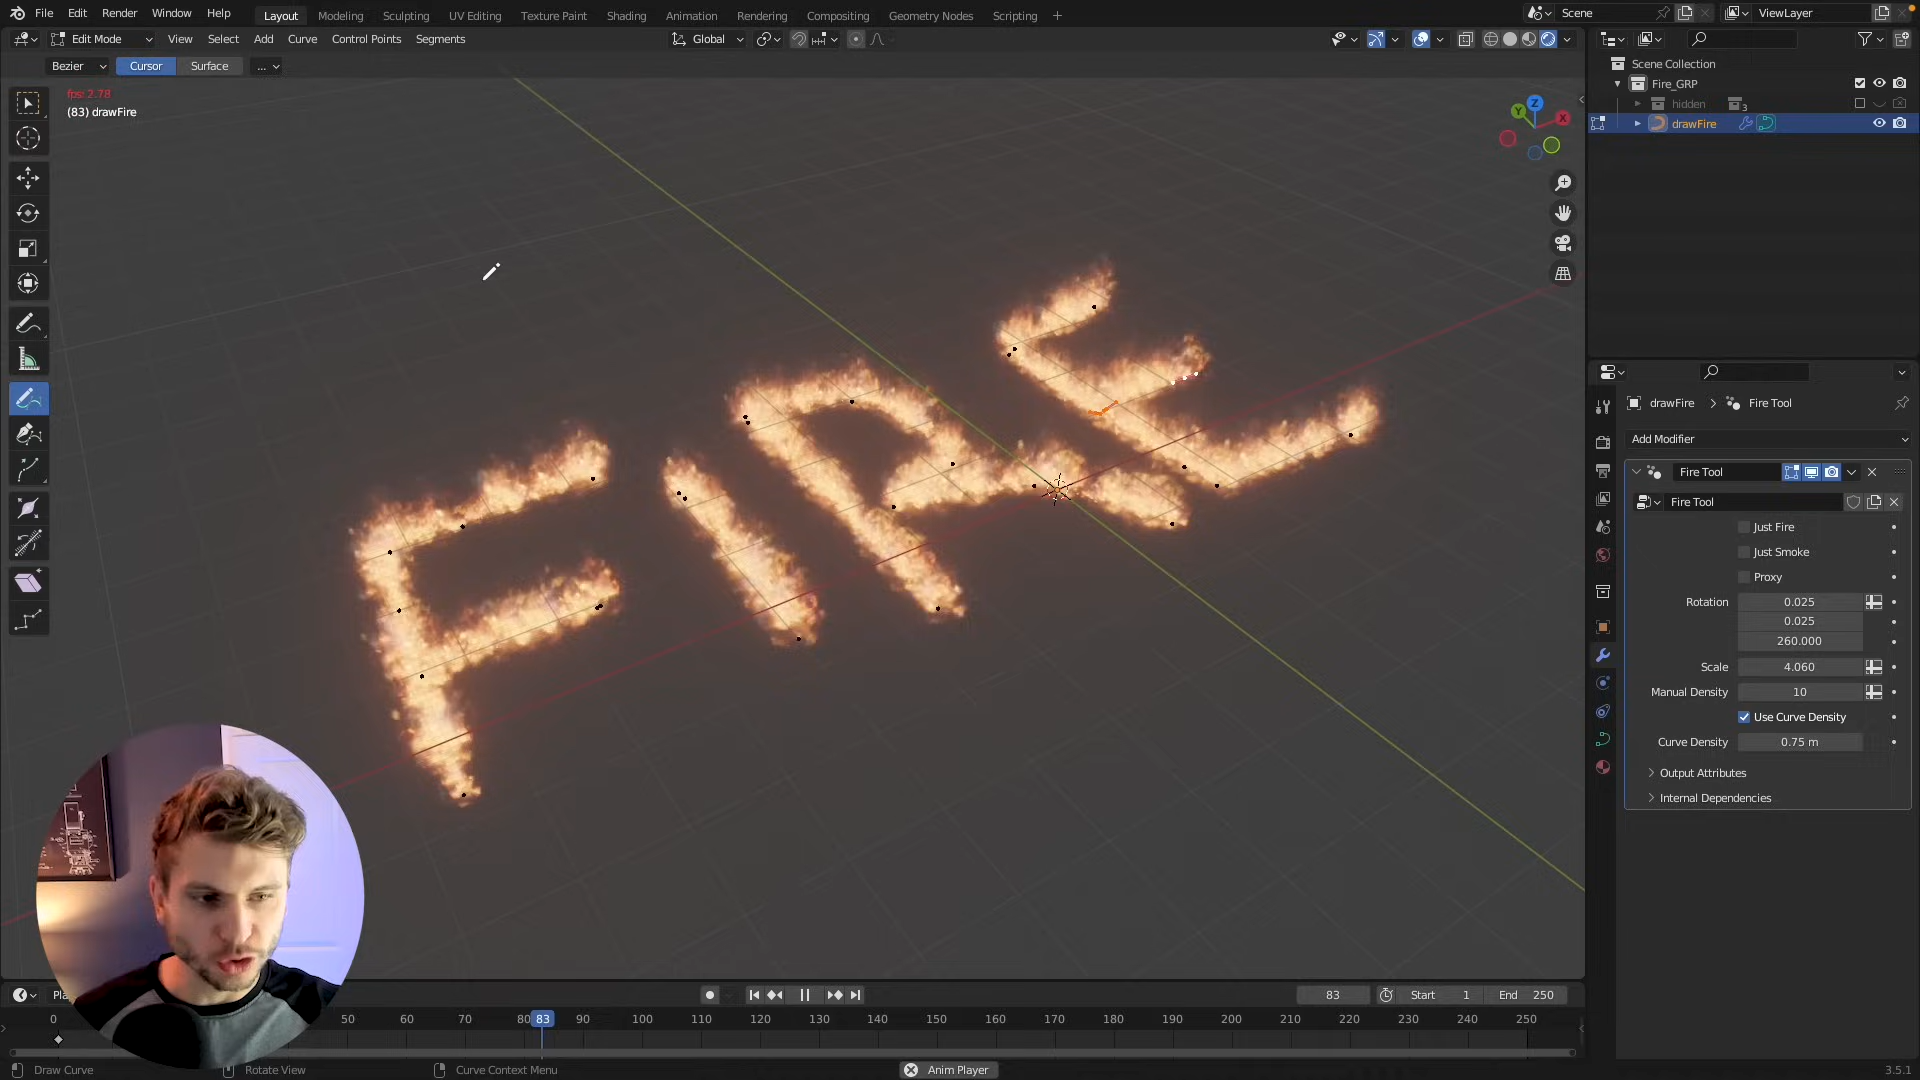 File Edit Render Window Help Layout Modeling Sculpting UV Editing Texture Paint Shading Animation Rendering Compositing Geometry Nodes Scripting + Scene ViewLayer
Edit Mode View Select Add Curve Control Points Segments Global
Bezier Cursor Surface ...
fps: 2.78
(83) drawFire
FIRE
Z
Y
X
Scene Collection
Fire_GRP
hidden 3
drawFire
drawFire > Fire Tool
Add Modifier
Fire Tool
Fire Tool
Just Fire
Just Smoke
Proxy
Rotation 0.025
0.025
260.000
Scale 4.060
Manual Density 10
Use Curve Density
Curve Density 0.75 m
Output Attributes
Internal Dependencies
83 Start 1 End 250
0 50 60 70 80 83 90 100 110 120 130 140 150 160 170 180 190 200 210 220 230 240 250
Draw Curve Rotate View Curve Context Menu Anim Player 3.5.1